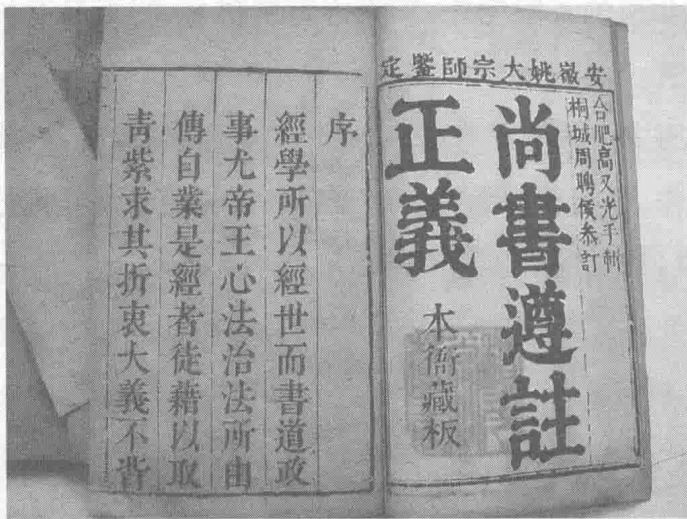 安徽姚大宗師鑒定
合肥高又光手輯
桐城周聘侯叅訂
尚書遵註
正義
本衙藏板
序
經學所以經世而書道政
事尤帝王心法治法所由
傳自業是經者徒藉以取
青紫求其折衷大義不背